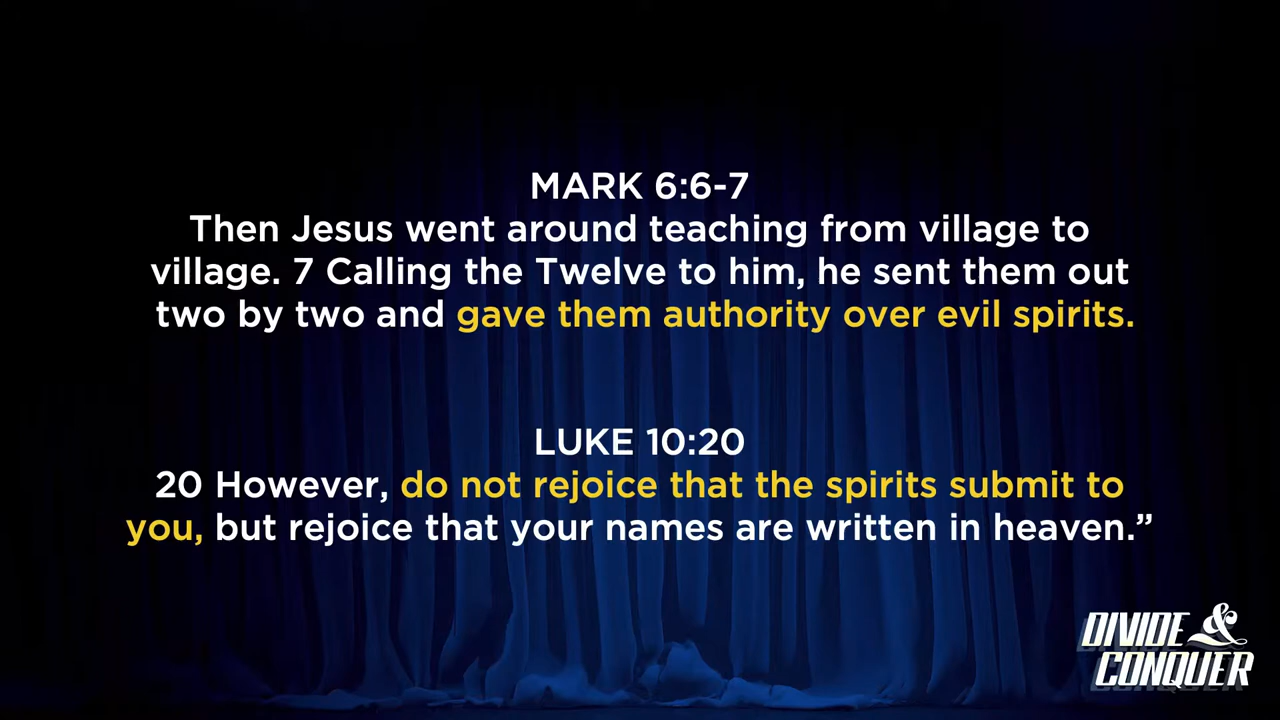 MARK 6:6-7
Then Jesus went around teaching from village to
village. 7 Calling the Twelve to him, he sent them out
two by two and gave them authority over evil spirits.
LUKE 10:20
20 However, do not rejoice that the spirits submit to
you, but rejoice that your names are written in heaven.”
DIVIDE &
CONQUER